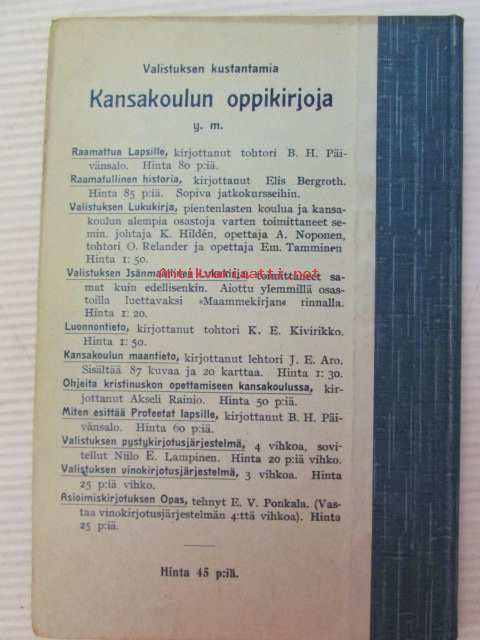 Valistuksen kustantamia
Kansakoulun oppikirjoja
y. m.
Raamattua Lapsille, kirjottanut tohtori B. H. Päi-
vänsalo. Hinta 80 p:iä.
Raamatullinen historia, kirjottanut Elis Bergroth.
Hinta 85 p:iä. Sopiva jatkokursseihin.
Valistuksen Lukukirja, pientenlasten koulua ja kansa-
koulun alempia osastoja varten toimittaneet se-
min. johtaja K. Hildén, opettaja A. Noponen,
tohtori O. Relander ja opettaja Em. Tamminen
Hinta 1: 50.
Valistuksen Isänmaallinen Lukukirja, toimittaneet sa-
mat kuin edellisenkin. Aiottu ylemmillä osas-
toilla luettavaksi »Maammekirjan» rinnalla.
Hinta 1: 20.
Luonnontieto, kirjottanut tohtori K. E. Kivirikko.
Hinta 1: 50.
Kansakoulun maantieto, kirjottanut lehtori J. E. Aro.
Sisältää 87 kuvaa ja 20 karttaa. Hinta 1: 30.
Ohjeita kristinuskon opettamiseen kansakoulussa, kir-
jottanut Akseli Rainio. Hinta 50 p:iä.
Miten esittää Profeetat lapsille, kirjottanut B. H. Päi-
vänsalo. Hinta 60 p:iä.
Valistuksen pystykirjotusjärjestelmä, 4 vihkoa, sovi-
tellut Niilo E. Lampinen. Hinta 20 p:iä vihko.
Valistuksen vinokirjotusjärjestelmä, 3 vihkoa. Hinta
25 p:iä vihko.
Asioimiskirjotuksen Opas, tehnyt E. V. Ponkala. (Vas-
taa vinokirjotusjärjestelmän 4:ttä vihkoa). Hinta
25 p:iä.
Hinta 45 p:iä.